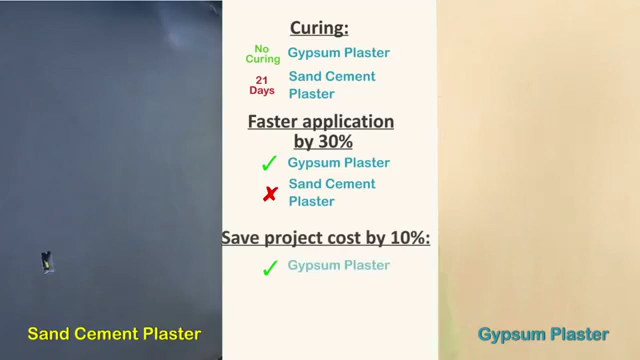 Curing:
No
Curing
Gypsum Plaster
21
Days
Sand Cement
Plaster
Faster application
by 30%
Gypsum Plaster
Sand Cement
Plaster
Save project cost by 10%:
Gypsum Plaster
Sand Cement Plaster
Gypsum Plaster